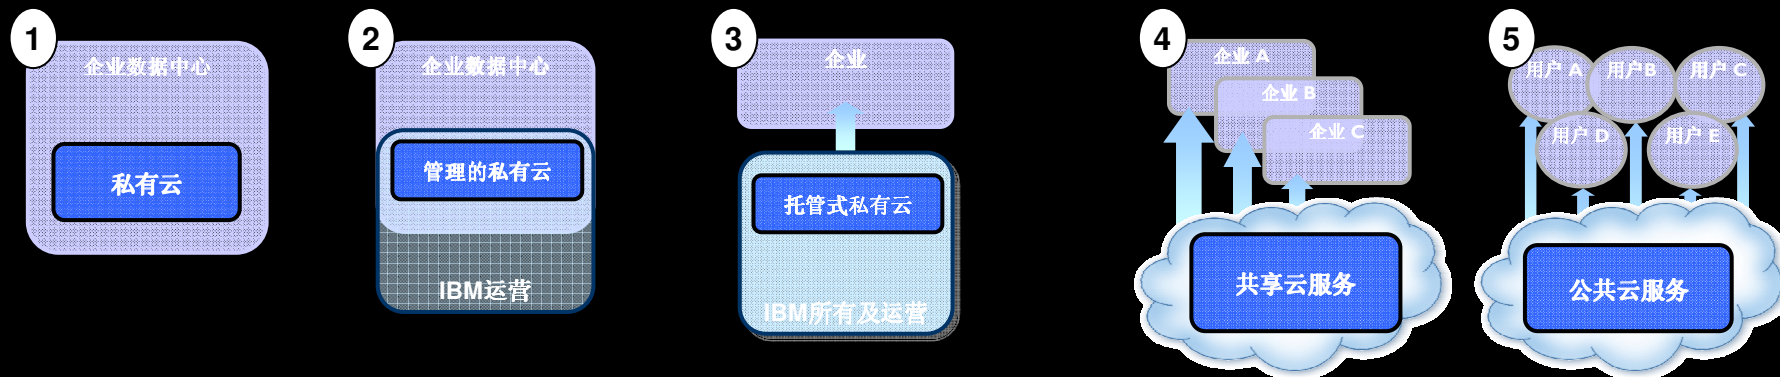 1
企业数据中心
私有云
2
企业数据中心
管理的私有云
IBM运营
3
企业
托管式私有云
IBM所有及运营
4
企业 A
企业 B
企业 C
共享云服务
5
用户 A
用户B
用户 C
用户 D
用户 E
公共云服务